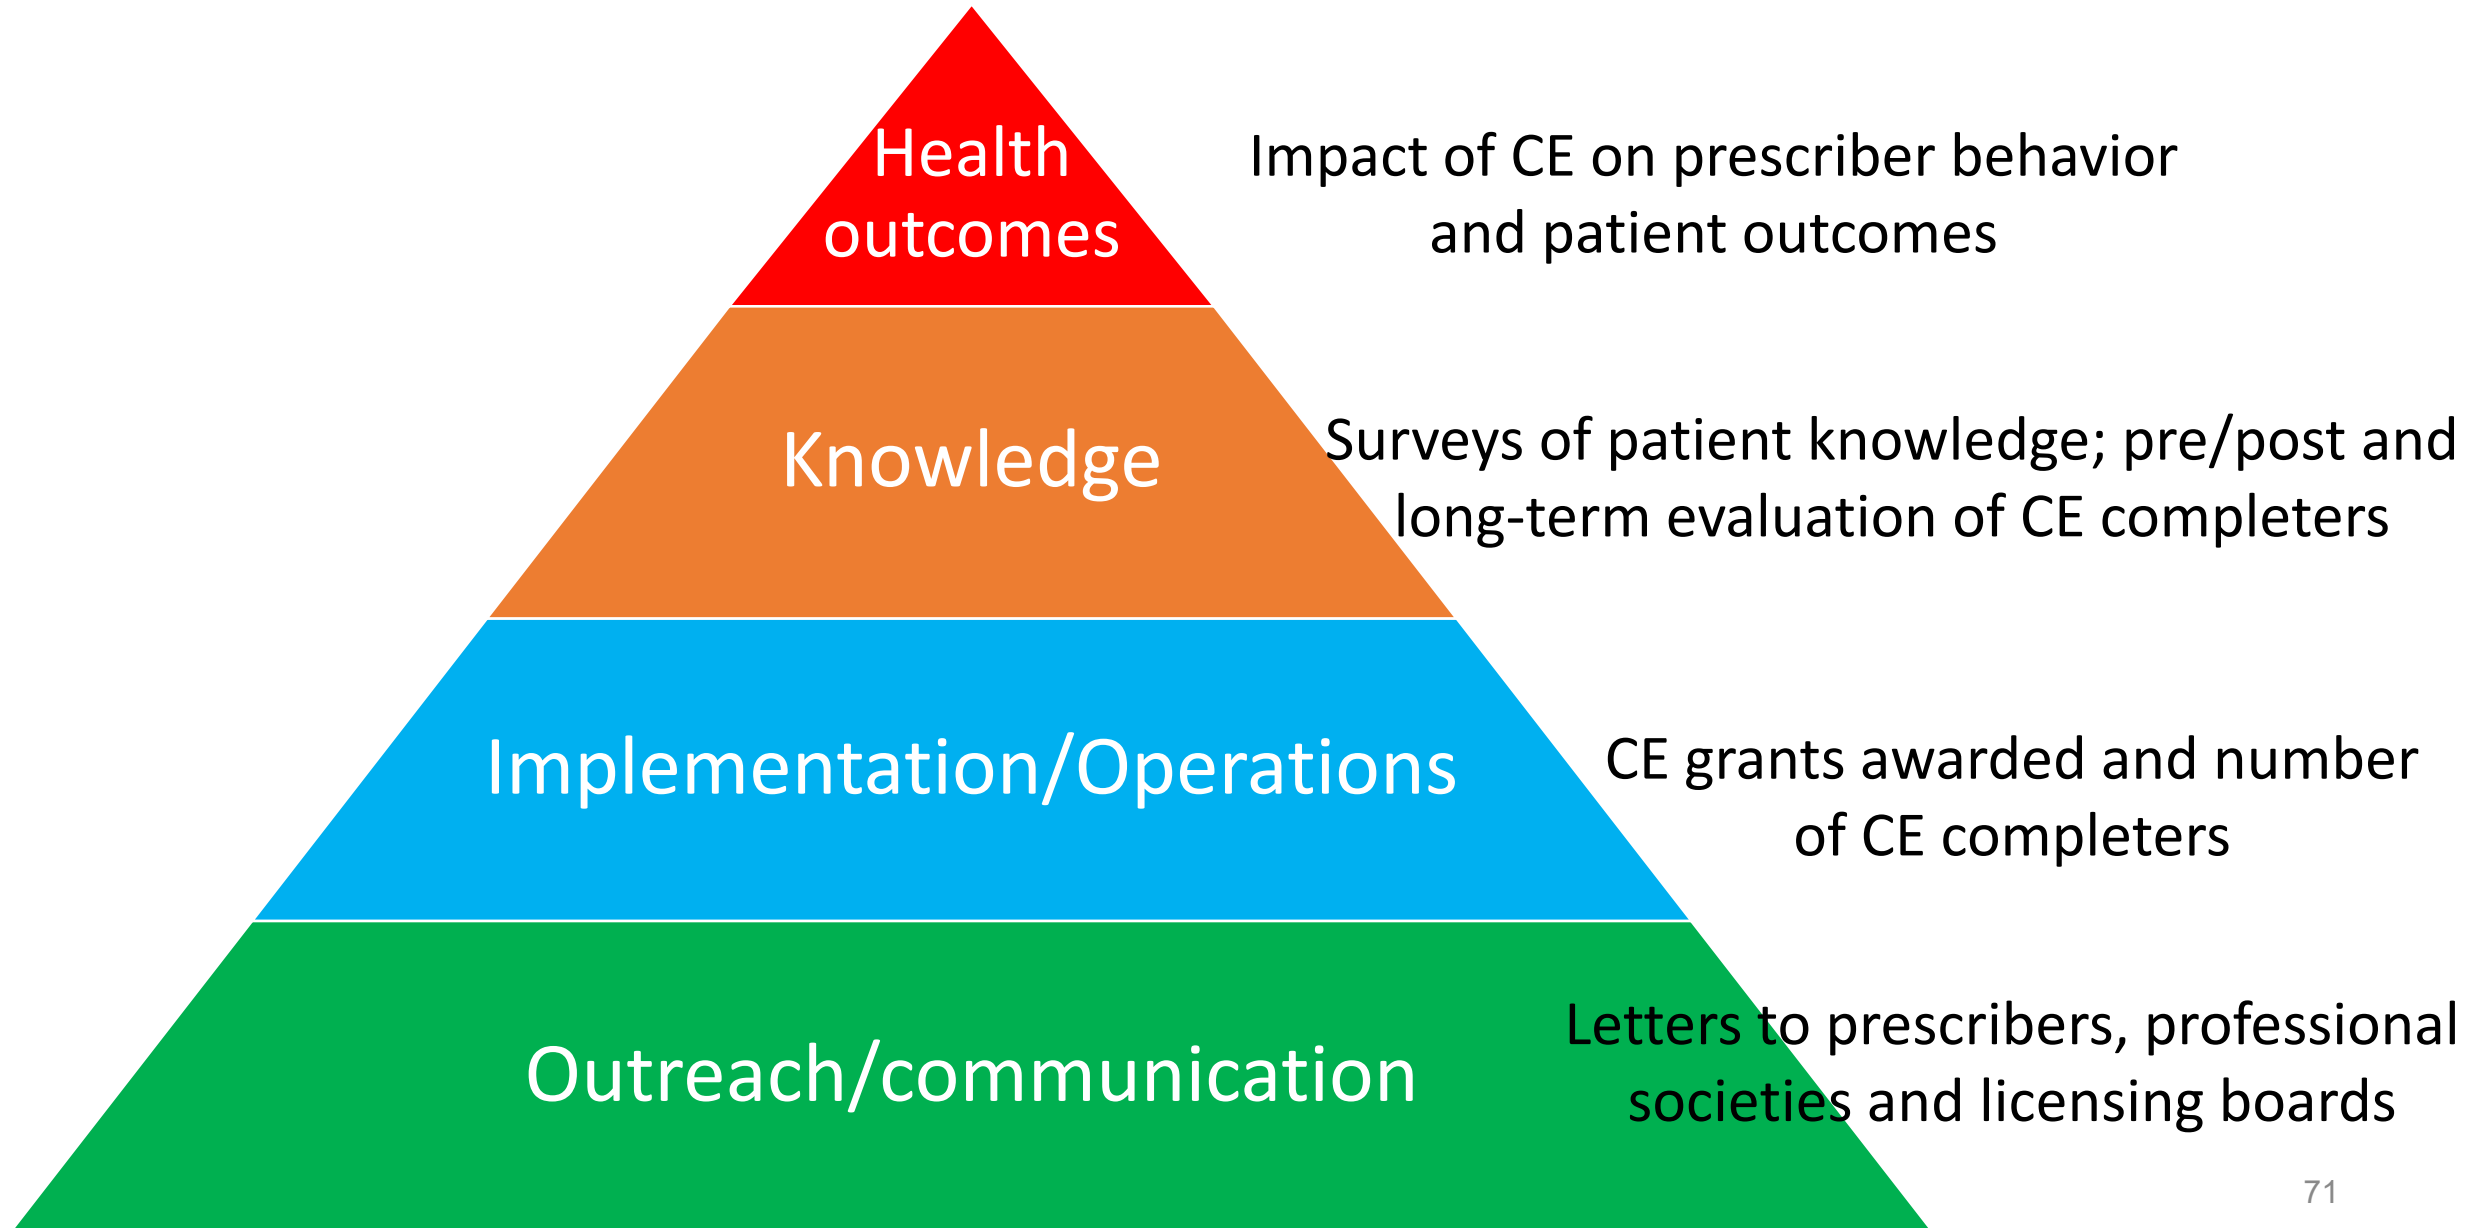 Health
outcomes
Impact of CE on prescriber behavior
and patient outcomes
Knowledge
Surveys of patient knowledge; pre/post and
long-term evaluation of CE completers
Implementation/Operations
CE grants awarded and number
of CE completers
Outreach/communication
Letters to prescribers, professional
societies and licensing boards
71